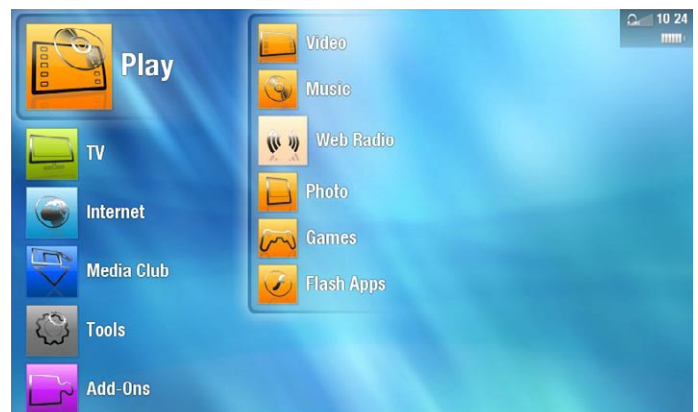 Play
TV
Internet
Media Club
Tools
Add-Ons
Video
Music
Web Radio
Photo
Games
Flash Apps
10 24